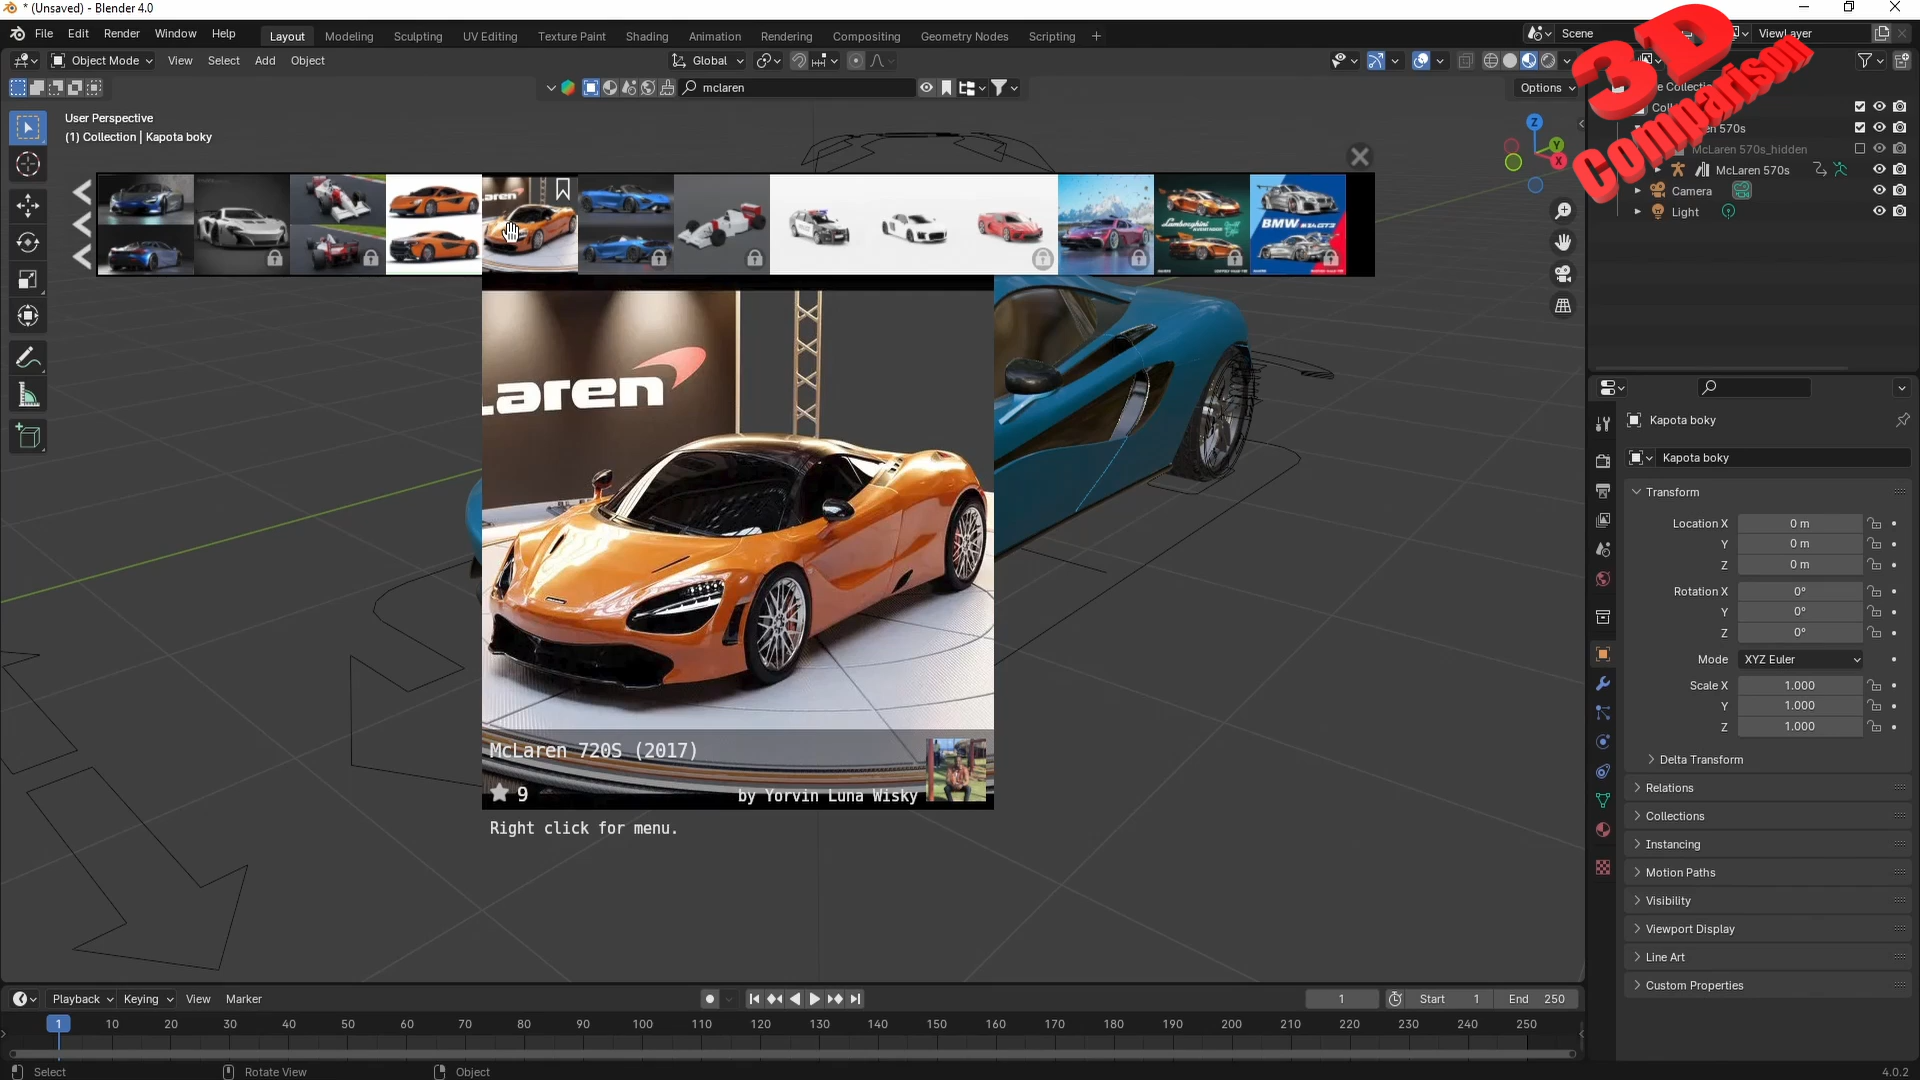 * (Unsaved) - Blender 4.0
File Edit Render Window Help
Layout Modeling Sculpting UV Editing Texture Paint Shading Animation Rendering Compositing Geometry Nodes Scripting
Scene
ViewLayer
Object Mode View Select Add Object
Global
mclaren
Options
3D
Comparison
User Perspective
(1) Collection | Kapota boky
McLaren 570s_hidden
McLaren 570s
Camera
Light
Z
Y
X
Lamborghini
BMW
aren
McLaren 720S (2017)
9
by Yorvin Luna Wisky
Right click for menu.
Kapota boky
Kapota boky
Transform
Location X 0 m
Y 0 m
Z 0 m
Rotation X 0°
Y 0°
Z 0°
Mode XYZ Euler
Scale X 1.000
Y 1.000
Z 1.000
Delta Transform
Relations
Collections
Instancing
Motion Paths
Visibility
Viewport Display
Line Art
Custom Properties
Playback Keying View Marker
1
Start 1
End 250
1 10 20 30 40 50 60 70 80 90 100 110 120 130 140 150 160 170 180 190 200 210 220 230 240 250
Select
Rotate View
Object
4.0.2